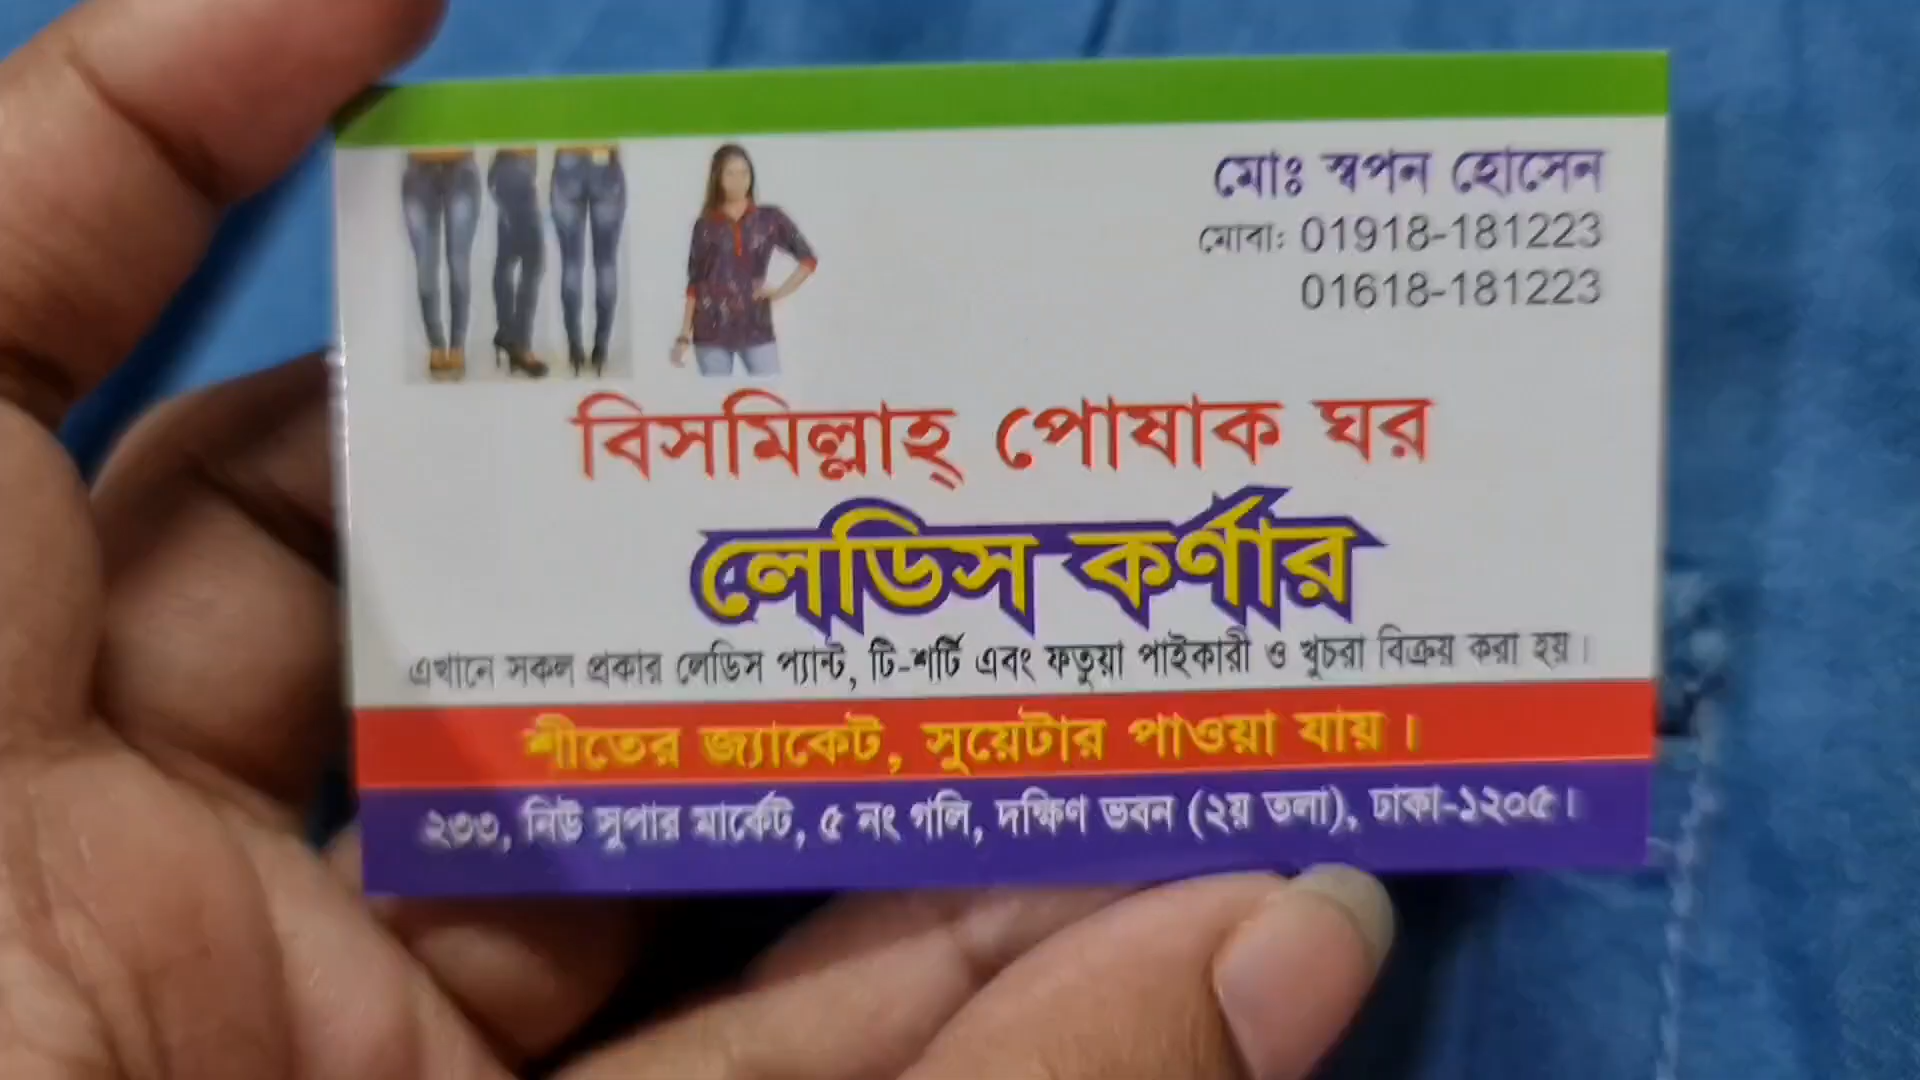 মোঃ স্বপন হোসেন
মোবা: 01918-181223
01618-181223
বিসমিল্লাহ্ পোষাক ঘর
লেডিস কর্ণার
এখানে সকল প্রকার লেডিস প্যান্ট, টি-শার্ট এবং ফতুয়া পাইকারী ও খুচরা বিক্রয় করা হয়।
শীতের জ্যাকেট, সুয়েটার পাওয়া যায়।
২৩৩, নিউ সুপার মার্কেট, ৫ নং গলি, দক্ষিণ ভবন (২য় তলা), ঢাকা-১২০৫।